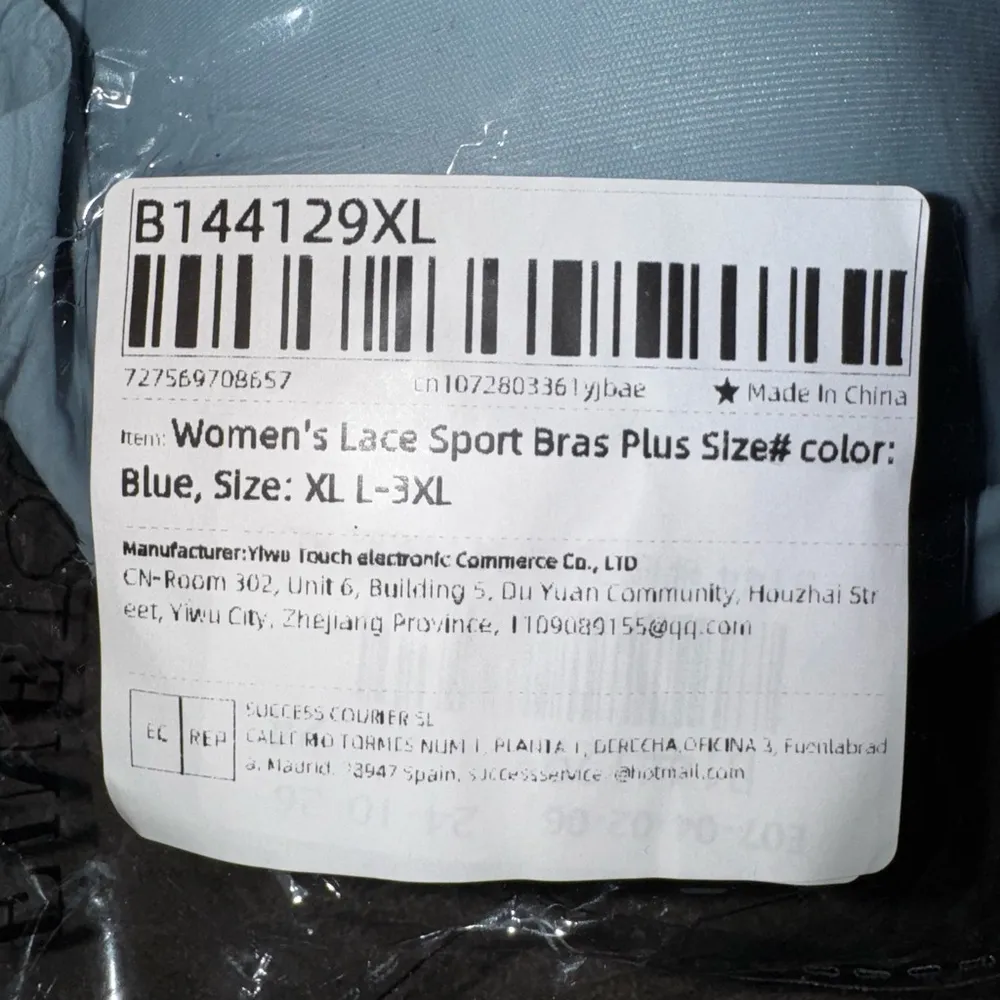 B144129XL
727569708657 cn1072803361yjbae ★ Made In China
Item: Women's Lace Sport Bras Plus Size# color:
Blue, Size: XL L-3XL
Manufacturer:Yiwu Touch electronic Commerce Co., LTD
CN-Room 302, Unit 6, Building 5, Du Yuan Community, Houzhai Str
eet, Yiwu City, Zhejiang Province, 1109089155@qq.com
EC REP
SUCCESS COURIER SL
CALLE RIO TORMES NUM 1, PLANTA 1, DERECHA,OFICINA 3, Fuenlabrad
a, Madrid, 28947 Spain, @hotmail.com